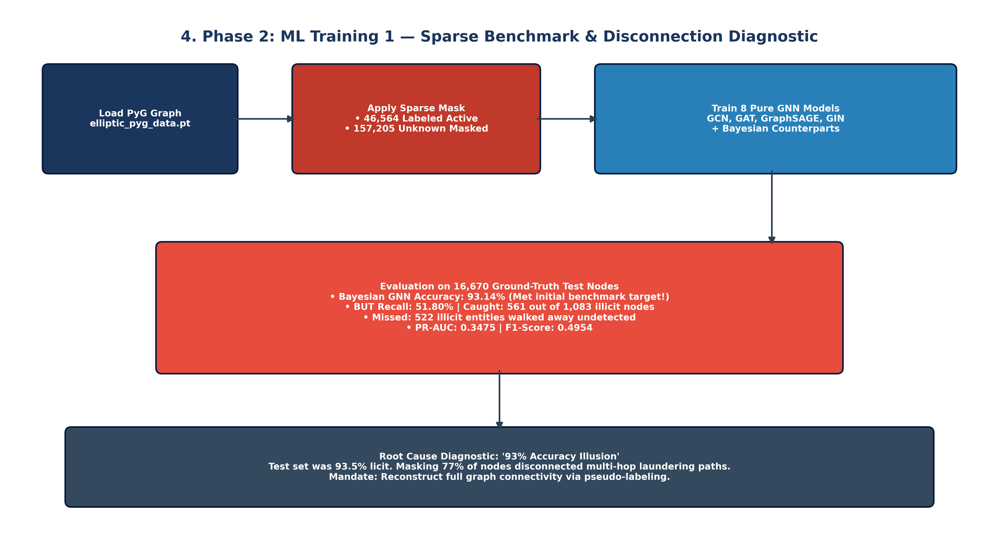 4. Phase 2: ML Training 1 — Sparse Benchmark & Disconnection Diagnostic
Load PyG Graph
elliptic_pyg_data.pt
Apply Sparse Mask
• 46,564 Labeled Active
• 157,205 Unknown Masked
Train 8 Pure GNN Models
GCN, GAT, GraphSAGE, GIN
+ Bayesian Counterparts
Evaluation on 16,670 Ground-Truth Test Nodes
• Bayesian GNN Accuracy: 93.14% (Met initial benchmark target!)
• BUT Recall: 51.80% | Caught: 561 out of 1,083 illicit nodes
• Missed: 522 illicit entities walked away undetected
• PR-AUC: 0.3475 | F1-Score: 0.4954
Root Cause Diagnostic: '93% Accuracy Illusion'
Test set was 93.5% licit. Masking 77% of nodes disconnected multi-hop laundering paths.
Mandate: Reconstruct full graph connectivity via pseudo-labeling.